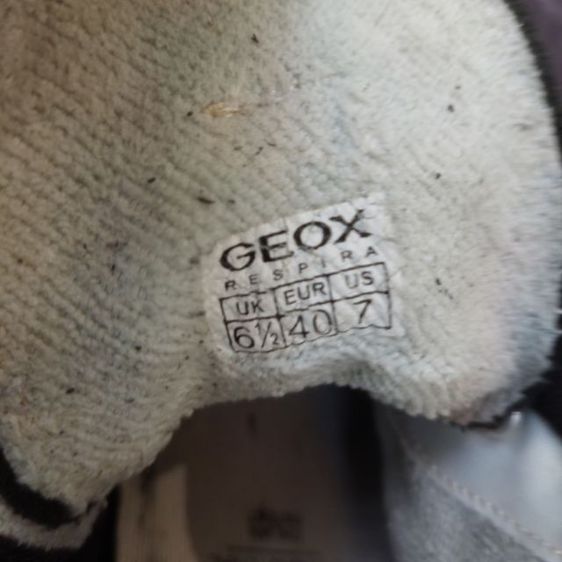 GEOX
RESPIRA
UK EUR US
6½ 40 7